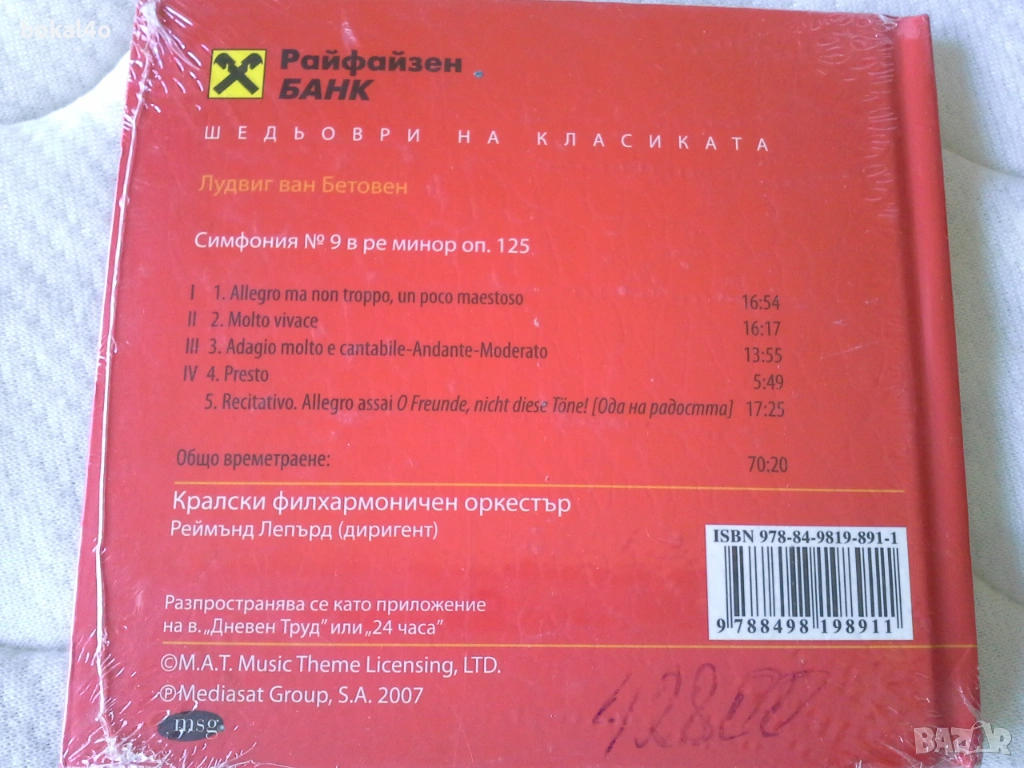 bukal4o
Райфайзен
БАНК
ШЕДЬОВРИ НА КЛАСИКАТА
Лудвиг ван Бетовен
Симфония № 9 в ре минор оп. 125
I 1. Allegro ma non troppo, un poco maestoso 16:54
II 2. Molto vivace 16:17
III 3. Adagio molto e cantabile-Andante-Moderato 13:55
IV 4. Presto 5:49
5. Recitativo. Allegro assai O Freunde, nicht diese Töne! [Ода на радостта] 17:25
Общо времетраене: 70:20
Кралски филхармоничен оркестър
Реймънд Лепърд (диригент)
ISBN 978-84-9819-891-1
9 788498 198911
Разпространява се като приложение
на в. „Дневен Труд" или „24 часа"
©M.A.T. Music Theme Licensing, LTD.
℗Mediasat Group, S.A. 2007
msg
42800
BAZAR